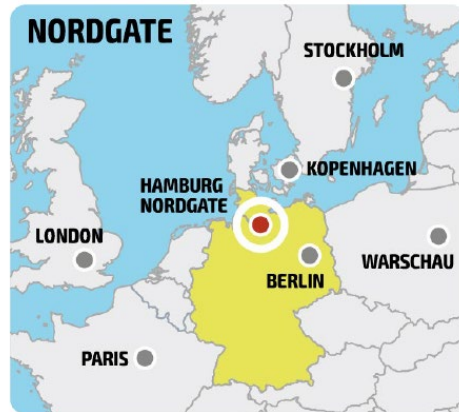 NORDGATE
STOCKHOLM
KOPENHAGEN
HAMBURG
NORDGATE
LONDON
WARSCHAU
BERLIN
PARIS